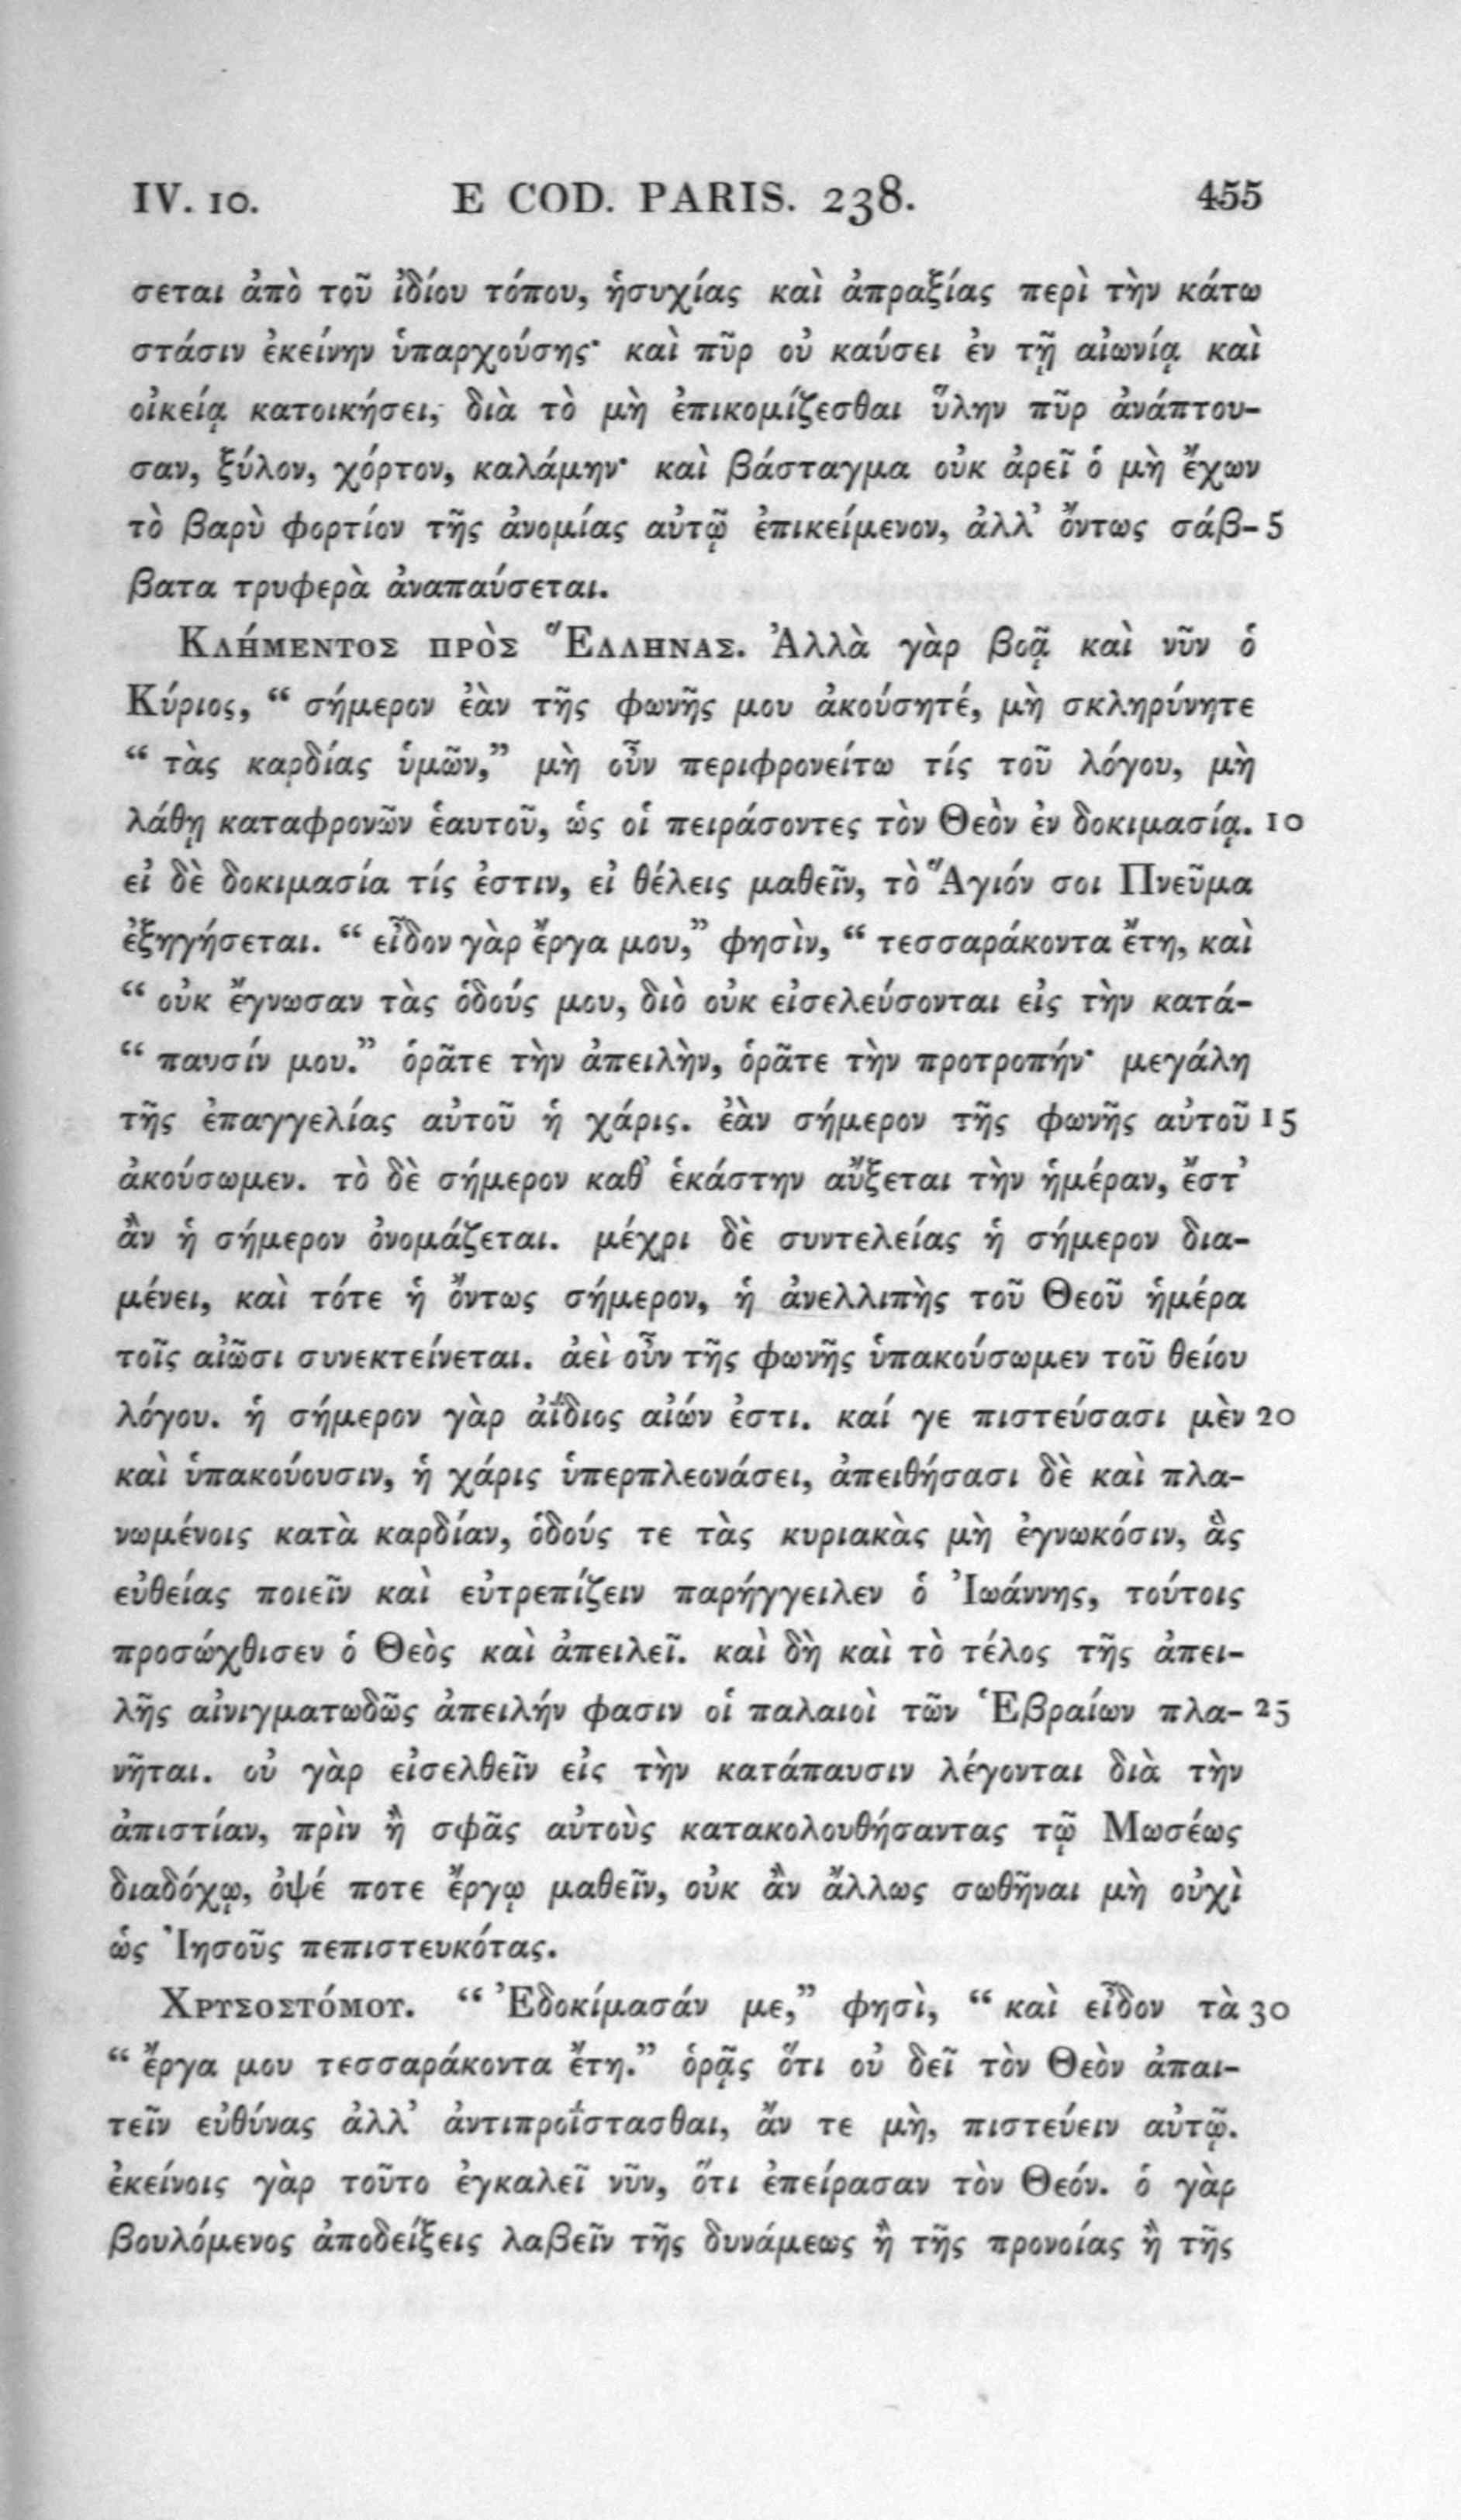 IV. 10. E COD. PARIS. 238. 455
σεται ἀπὸ τοῦ ἰδίου τόπου, ἡσυχίας καὶ ἀπραξίας περὶ τὴν κάτω
στάσιν ἐκείνην ὑπαρχούσης· καὶ πῦρ οὐ καύσει ἐν τῇ αἰωνίᾳ καὶ
οἰκείᾳ κατοικήσει, διὰ τὸ μὴ ἐπικομίζεσθαι ὕλην πῦρ ἀνάπτου-
σαν, ξύλον, χόρτον, καλάμην· καὶ βάσταγμα οὐκ ἀρεῖ ὁ μὴ ἔχων
τὸ βαρὺ φορτίον τῆς ἀνομίας αὐτῷ ἐπικείμενον, ἀλλ’ ὄντως σάβ- 5
βατα τρυφερὰ ἀναπαύσεται.
Κλήμεντος πρὸς Ἕλληνας. Ἀλλὰ γὰρ βοᾷ καὶ νῦν ὁ
Κύριος, “ σήμερον ἐὰν τῆς φωνῆς μου ἀκούσητέ, μὴ σκληρύνητε
“ τὰς καρδίας ὑμῶν,” μὴ οὖν περιφρονείτω τίς τοῦ λόγου, μὴ
λάθῃ καταφρονῶν ἑαυτοῦ, ὡς οἱ πειράσοντες τὸν Θεὸν ἐν δοκιμασίᾳ. 10
εἰ δὲ δοκιμασία τίς ἐστιν, εἰ θέλεις μαθεῖν, τὸ Ἅγιόν σοι Πνεῦμα
ἐξηγήσεται. “ εἶδον γὰρ ἔργα μου,” φησὶν, “ τεσσαράκοντα ἔτη, καὶ
“ οὐκ ἔγνωσαν τὰς ὁδούς μου, διὸ οὐκ εἰσελεύσονται εἰς τὴν κατά-
“ παυσίν μου.” ὁρᾶτε τὴν ἀπειλὴν, ὁρᾶτε τὴν προτροπήν· μεγάλη
τῆς ἐπαγγελίας αὐτοῦ ἡ χάρις. ἐὰν σήμερον τῆς φωνῆς αὐτοῦ 15
ἀκούσωμεν. τὸ δὲ σήμερον καθ’ ἑκάστην αὔξεται τὴν ἡμέραν, ἔστ’
ἂν ἡ σήμερον ὀνομάζεται. μέχρι δὲ συντελείας ἡ σήμερον δια-
μένει, καὶ τότε ἡ ὄντως σήμερον, ἡ ἀνελλιπὴς τοῦ Θεοῦ ἡμέρα
τοῖς αἰῶσι συνεκτείνεται. ἀεὶ οὖν τῆς φωνῆς ὑπακούσωμεν τοῦ θείου
λόγου. ἡ σήμερον γὰρ ἀΐδιος αἰών ἐστι. καί γε πιστεύσασι μὲν 20
καὶ ὑπακούουσιν, ἡ χάρις ὑπερπλεονάσει, ἀπειθήσασι δὲ καὶ πλα-
νωμένοις κατὰ καρδίαν, ὁδούς τε τὰς κυριακὰς μὴ ἐγνωκόσιν, ἃς
εὐθείας ποιεῖν καὶ εὐτρεπίζειν παρήγγειλεν ὁ Ἰωάννης, τούτοις
προσώχθισεν ὁ Θεὸς καὶ ἀπειλεῖ. καὶ δὴ καὶ τὸ τέλος τῆς ἀπει-
λῆς αἰνιγματωδῶς ἀπειλήν φασιν οἱ παλαιοὶ τῶν Ἑβραίων πλα- 25
νῆται. οὐ γὰρ εἰσελθεῖν εἰς τὴν κατάπαυσιν λέγονται διὰ τὴν
ἀπιστίαν, πρὶν ἢ σφᾶς αὐτοὺς κατακολουθήσαντας τῷ Μωσέως
διαδόχῳ, ὀψέ ποτε ἔργῳ μαθεῖν, οὐκ ἂν ἄλλως σωθῆναι μὴ οὐχὶ
ὡς Ἰησοῦς πεπιστευκότας.
Χρυσοστόμου. “ Ἐδοκίμασάν με,” φησὶ, “ καὶ εἶδον τὰ 30
“ ἔργα μου τεσσαράκοντα ἔτη.” ὁρᾷς ὅτι οὐ δεῖ τὸν Θεὸν ἀπαι-
τεῖν εὐθύνας ἀλλ’ ἀντιπροΐστασθαι, ἄν τε μὴ, πιστεύειν αὐτῷ.
ἐκείνοις γὰρ τοῦτο ἐγκαλεῖ νῦν, ὅτι ἐπείρασαν τὸν Θεόν. ὁ γὰρ
βουλόμενος ἀποδείξεις λαβεῖν τῆς δυνάμεως ἢ τῆς προνοίας ἢ τῆς